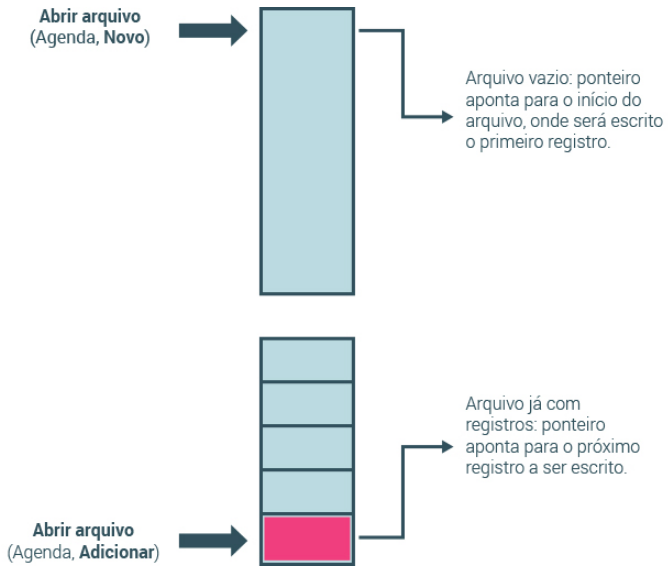 Abrir arquivo
(Agenda, Novo)
Arquivo vazio: ponteiro
aponta para o início do
arquivo, onde será escrito
o primeiro registro.
Arquivo já com
registros: ponteiro
aponta para o próximo
registro a ser escrito.
Abrir arquivo
(Agenda, Adicionar)